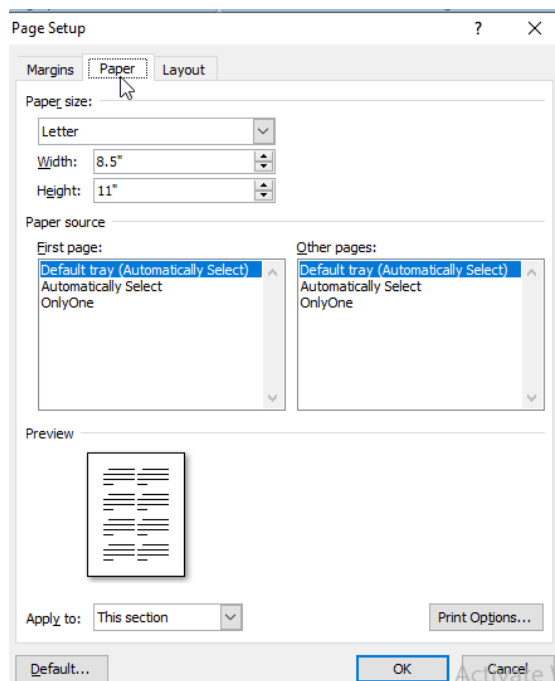 Page Setup ? ×
Margins Paper Layout
Paper size:
Letter
Width: 8.5"
Height: 11"
Paper source
First page: Other pages:
Default tray (Automatically Select) Default tray (Automatically Select)
Automatically Select Automatically Select
OnlyOne OnlyOne
Preview
Apply to: This section Print Options...
Default... OK Cancel
Activate